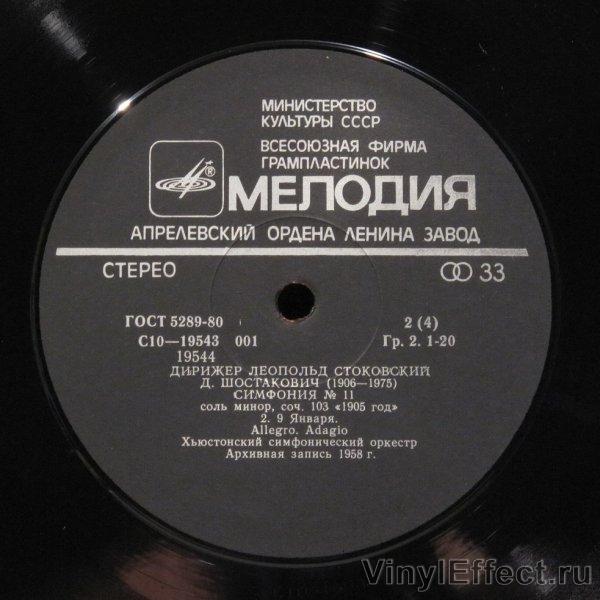 МИНИСТЕРСТВО
КУЛЬТУРЫ СССР
ВСЕСОЮЗНАЯ ФИРМА
ГРАМПЛАСТИНОК
® МЕЛОДИЯ
АПРЕЛЕВСКИЙ ОРДЕНА ЛЕНИНА ЗАВОД
СТЕРЕО 33
ГОСТ 5289-80 2 (4)
С10—19543 001 Гр. 2. 1-20
19544
ДИРИЖЕР ЛЕОПОЛЬД СТОКОВСКИЙ
Д. ШОСТАКОВИЧ (1906—1975)
СИМФОНИЯ № 11
соль минор, соч. 103 «1905 год»
2. 9 Января.
Allegro. Adagio
Хьюстонский симфонический оркестр
Архивная запись 1958 г.
VinylEffect.ru